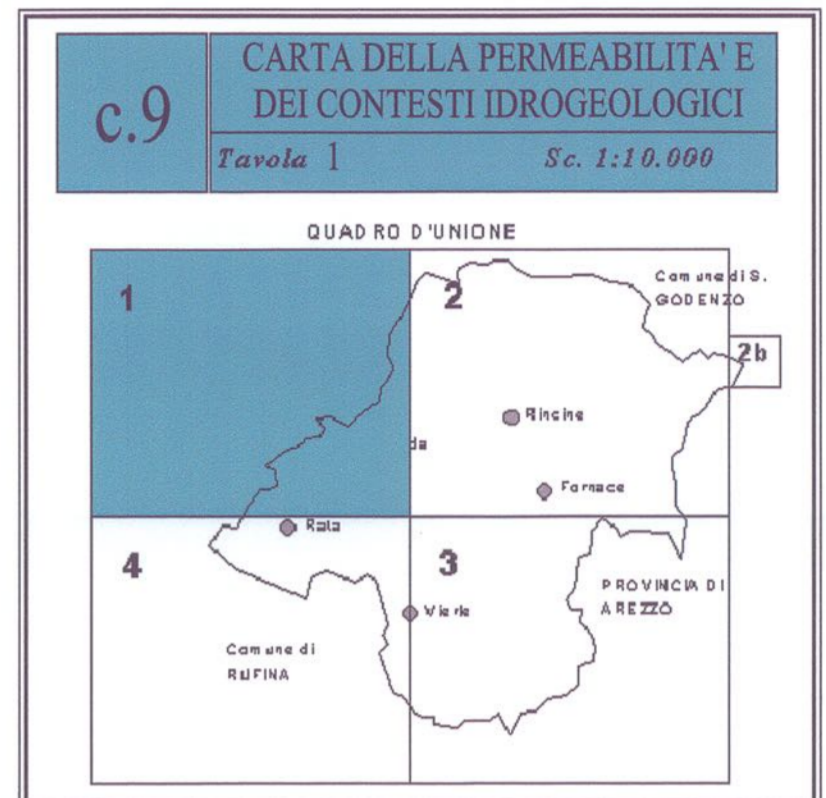 c.9
CARTA DELLA PERMEABILITA' E
DEI CONTESTI IDROGEOLOGICI
Tavola 1
Sc. 1:10.000
QUADRO D'UNIONE
1
2
Comune di S.
GODENZO
2b
Rincine
da
Fornace
4
Rata
3
PROVINCIA DI
AREZZO
Vierle
Comune di
RUFINA